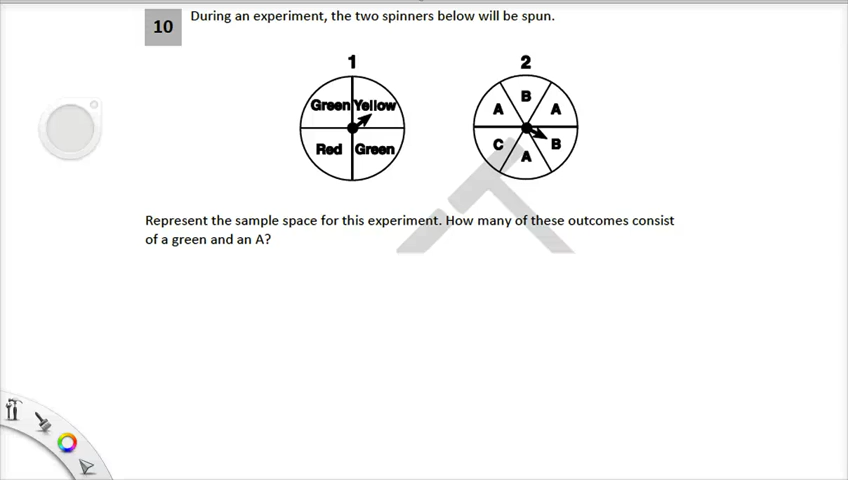 10
During an experiment, the two spinners below will be spun.
1
2
Green
Yellow
Red
Green
B
A
A
C
B
A
Represent the sample space for this experiment. How many of these outcomes consist
of a green and an A?